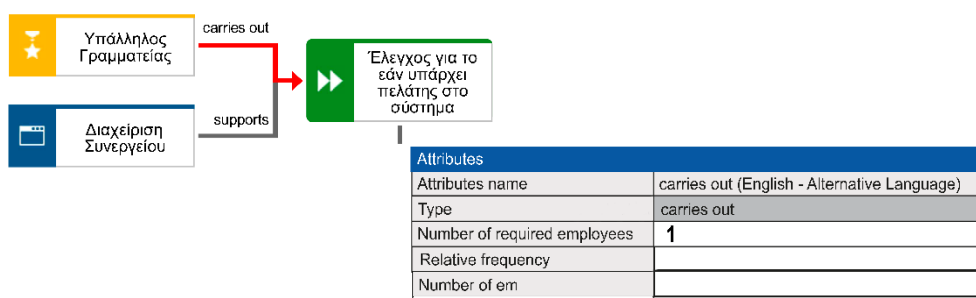 carries out
Υπάλληλος
Γραμματείας
Έλεγχος για το
εάν υπάρχει
πελάτης στο
σύστημα
supports
Διαχείριση
Συνεργείου
Attributes
Attributes name carries out (English - Alternative Language)
Type carries out
Number of required employees 1
Relative frequency
Number of em